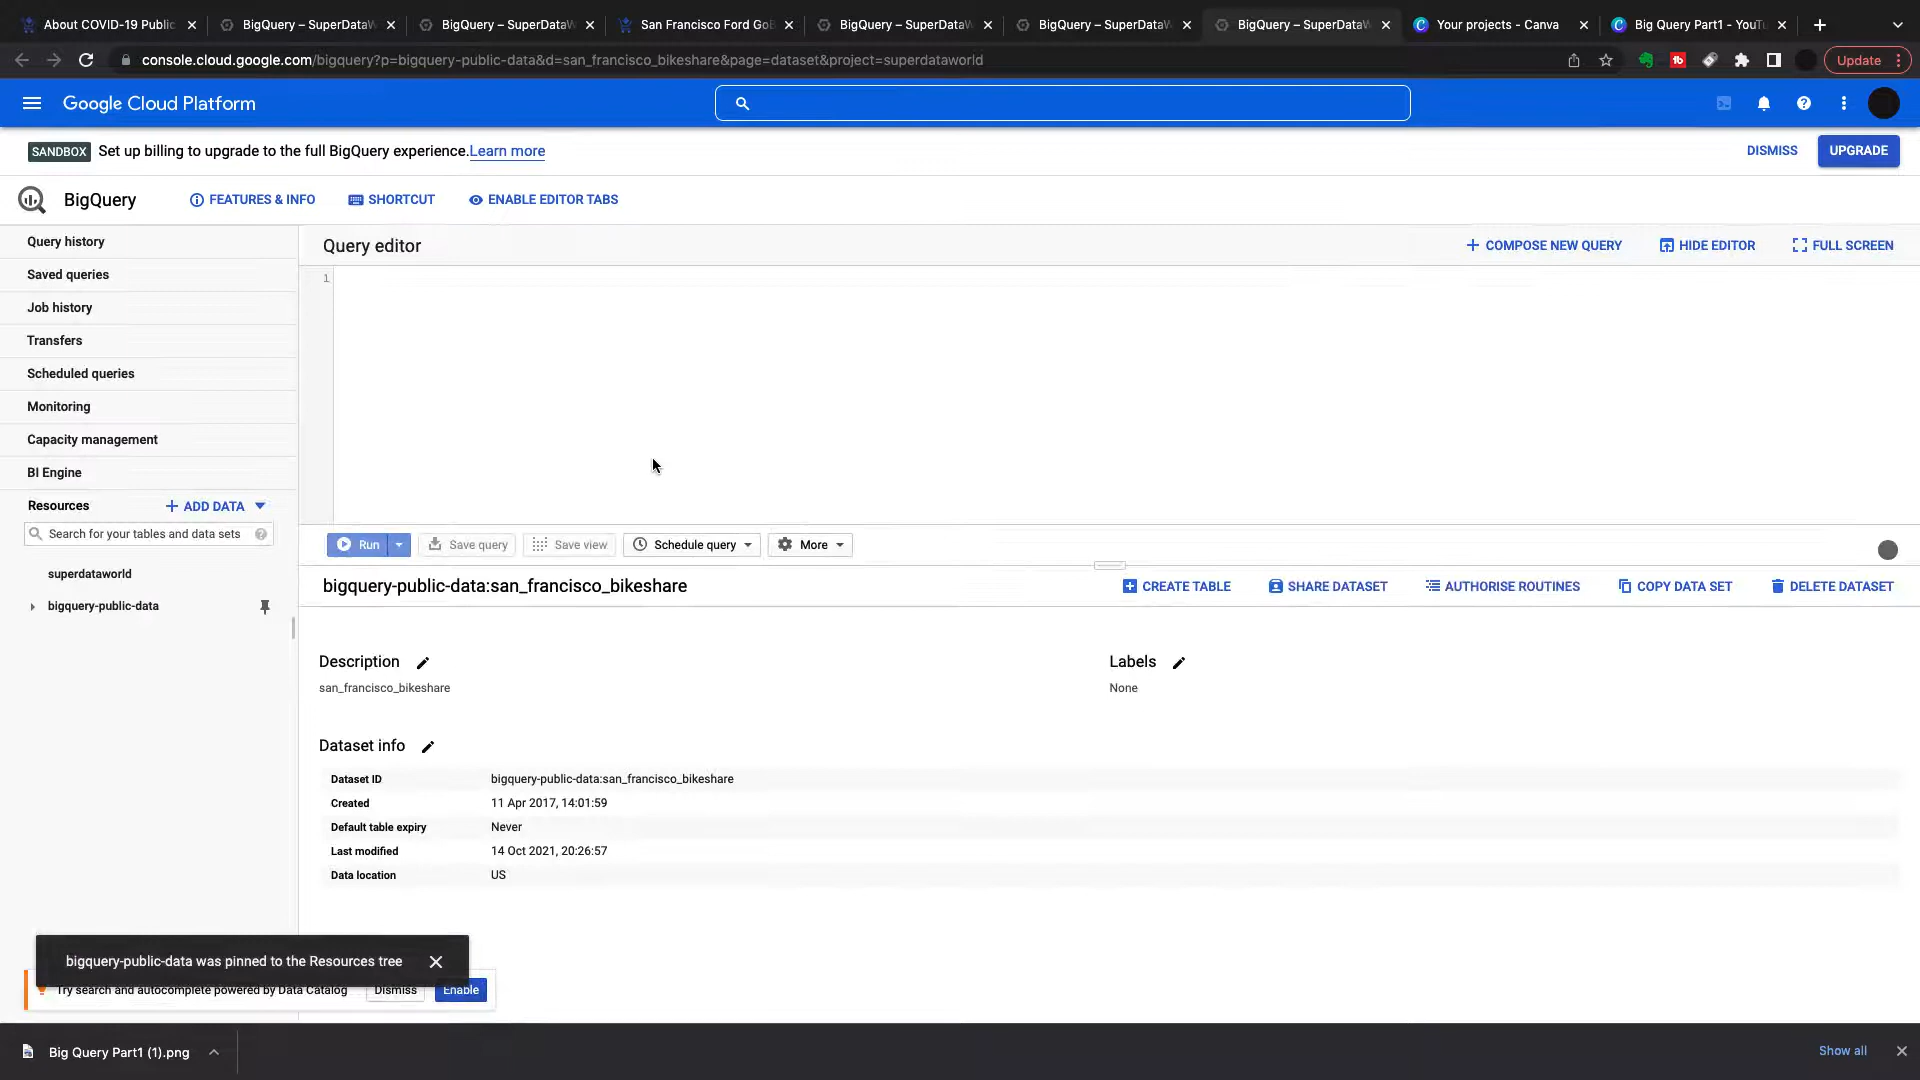 About COVID-19 Public
BigQuery – SuperDataW
BigQuery – SuperDataW
San Francisco Ford GoB
BigQuery – SuperDataW
BigQuery – SuperDataW
BigQuery – SuperDataW
Your projects - Canva
Big Query Part1 - YouTu
console.cloud.google.com/bigquery?p=bigquery-public-data&d=san_francisco_bikeshare&page=dataset&project=superdataworld
Update
Google Cloud Platform
SANDBOX Set up billing to upgrade to the full BigQuery experience. Learn more
DISMISS
UPGRADE
BigQuery
FEATURES & INFO
SHORTCUT
ENABLE EDITOR TABS
Query history
Saved queries
Job history
Transfers
Scheduled queries
Monitoring
Capacity management
BI Engine
Resources
+ ADD DATA
Search for your tables and data sets
superdataworld
bigquery-public-data
Query editor
+ COMPOSE NEW QUERY
HIDE EDITOR
FULL SCREEN
1
Run
Save query
Save view
Schedule query
More
bigquery-public-data:san_francisco_bikeshare
CREATE TABLE
SHARE DATASET
AUTHORISE ROUTINES
COPY DATA SET
DELETE DATASET
Description
san_francisco_bikeshare
Labels
None
Dataset info
Dataset ID bigquery-public-data:san_francisco_bikeshare
Created 11 Apr 2017, 14:01:59
Default table expiry Never
Last modified 14 Oct 2021, 20:26:57
Data location US
bigquery-public-data was pinned to the Resources tree
Try search and autocomplete powered by Data Catalog
Dismiss
Enable
Big Query Part1 (1).png
Show all